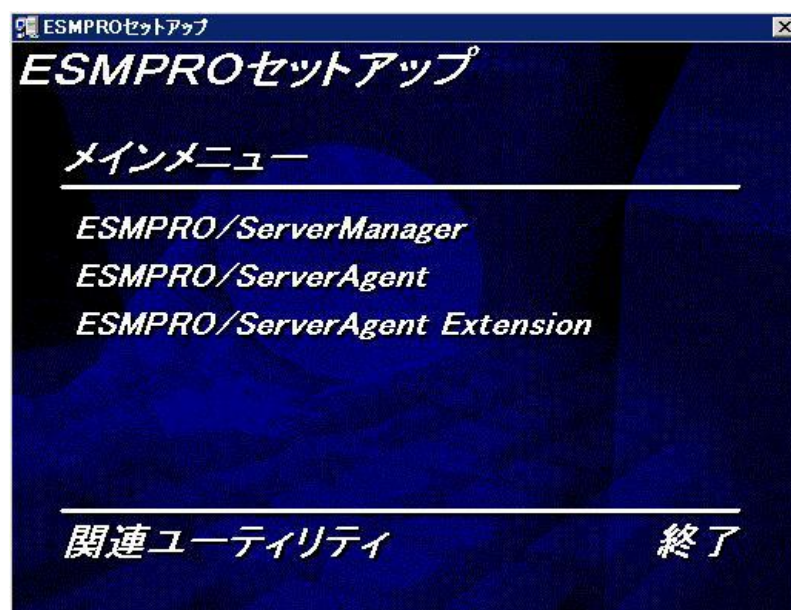 ESMPROセットアップ
ESMPROセットアップ
メインメニュー
ESMPRO/ServerManager
ESMPRO/ServerAgent
ESMPRO/ServerAgent Extension
関連ユーティリティ 終了